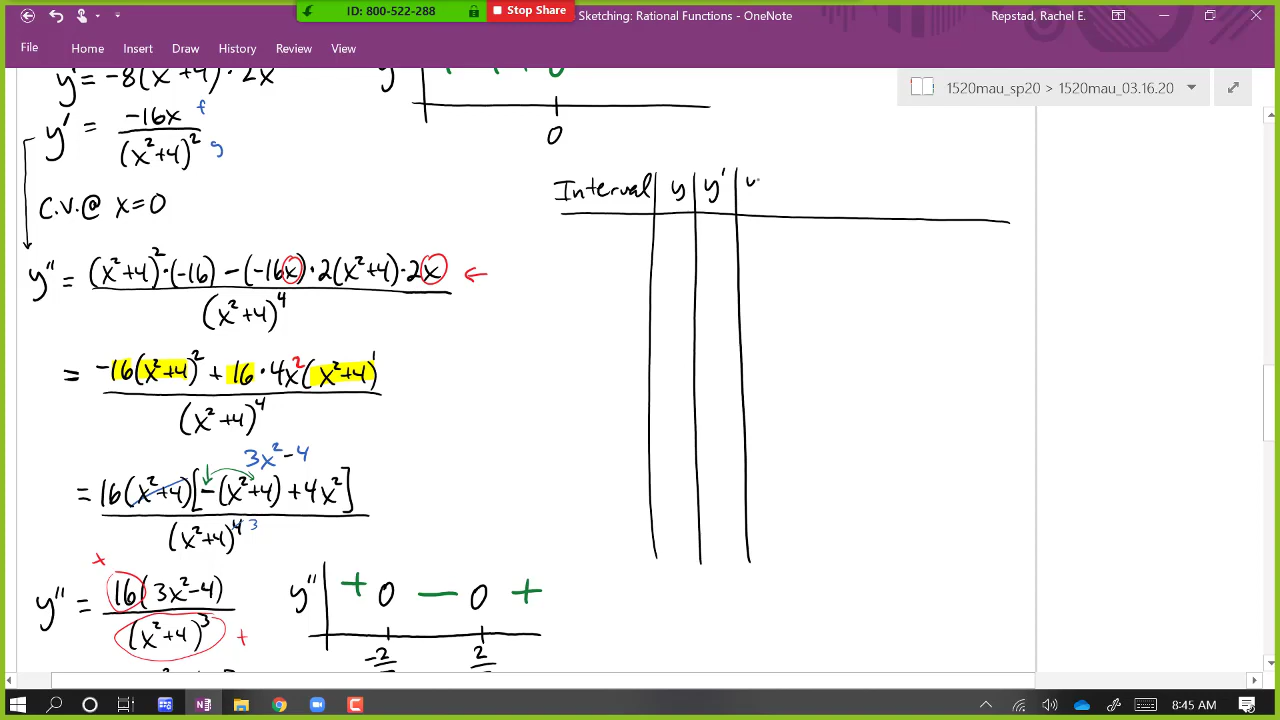 ID: 800-522-288
Stop Share
Sketching: Rational Functions - OneNote
Repstad, Rachel E.
File Home Insert Draw History Review View
1520mau_sp20 > 1520mau_03.16.20
y' = -8(x²+4) · 2x
0
y' = -16x / (x²+4)²
f
g
C.V.@ x=0
Interval | y | y' |
y'' = (x²+4)²·(-16) - (-16x)·2(x²+4)·2x / (x²+4)⁴ ←
= -16(x²+4)² + 16·4x²(x²+4)¹ / (x²+4)⁴
3x²-4
= 16(x²+4)[-(x²+4)+4x²] / (x²+4)⁴ 3
+
y'' = 16(3x²-4) / (x²+4)³
+
y'' | + 0 — 0 +
-2 2
8:45 AM